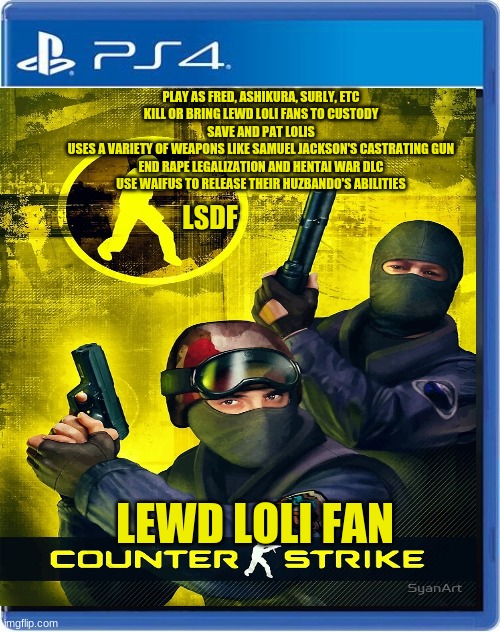 PS4
PLAY AS FRED, ASHIKURA, SURLY, ETC
KILL OR BRING LEWD LOLI FANS TO CUSTODY
SAVE AND PAT LOLIS
USES A VARIETY OF WEAPONS LIKE SAMUEL JACKSON'S CASTRATING GUN
END RAPE LEGALIZATION AND HENTAI WAR DLC
USE WAIFUS TO RELEASE THEIR HUZBANDO'S ABILITIES
LSDF
LEWD LOLI FAN
COUNTER STRIKE
SyanArt
imgflip.com